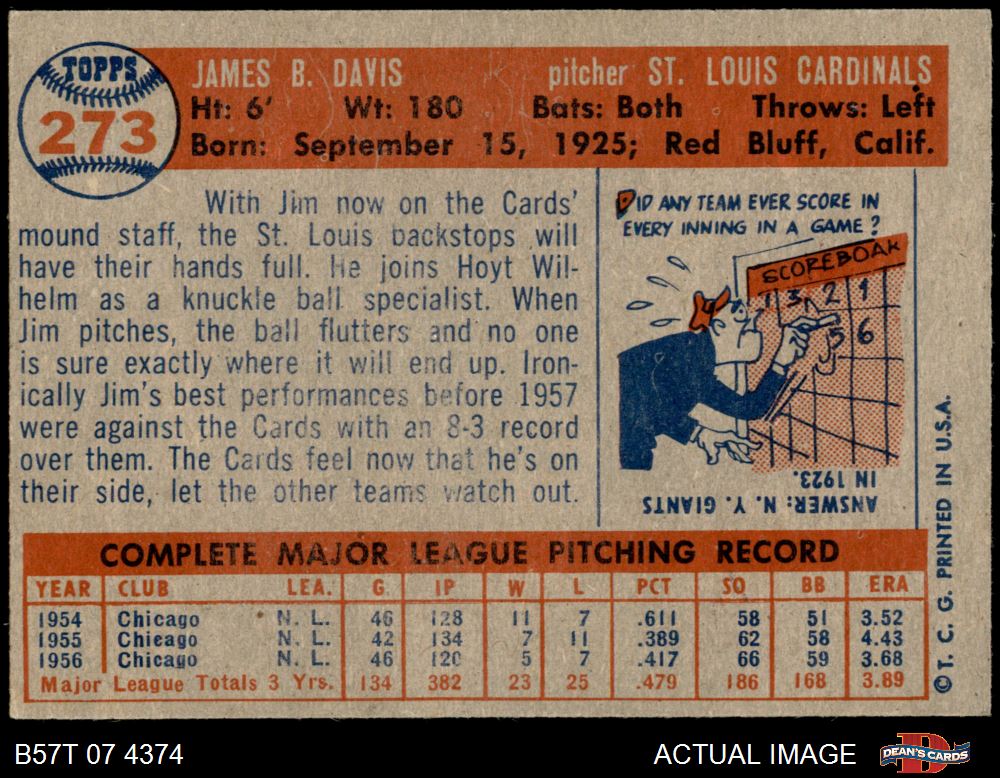 TOPPS
273
JAMES B. DAVIS pitcher ST. LOUIS CARDINALS
Ht: 6' Wt: 180 Bats: Both Throws: Left
Born: September 15, 1925; Red Bluff, Calif.
With Jim now on the Cards'
mound staff, the St. Louis backstops will
have their hands full. He joins Hoyt Wil-
helm as a knuckle ball specialist. When
Jim pitches, the ball flutters and no one
is sure exactly where it will end up. Iron-
ically Jim's best performances before 1957
were against the Cards with an 8-3 record
over them. The Cards feel now that he's on
their side, let the other teams watch out.
DID ANY TEAM EVER SCORE IN
EVERY INNING IN A GAME?
SCOREBOAR
1 3 2 1
5 6
ANSWER: N. Y. GIANTS
IN 1923.
© T. C. G. PRINTED IN U.S.A.
COMPLETE MAJOR LEAGUE PITCHING RECORD
YEAR CLUB LEA. G IP W L PCT SO BB ERA
1954 Chicago N. L. 46 128 11 7 .611 58 51 3.52
1955 Chicago N. L. 42 134 7 11 .389 62 58 4.43
1956 Chicago N. L. 46 120 5 7 .417 66 59 3.68
Major League Totals 3 Yrs. 134 382 23 25 .479 186 168 3.89
B57T 07 4374 ACTUAL IMAGE DEAN'S CARDS